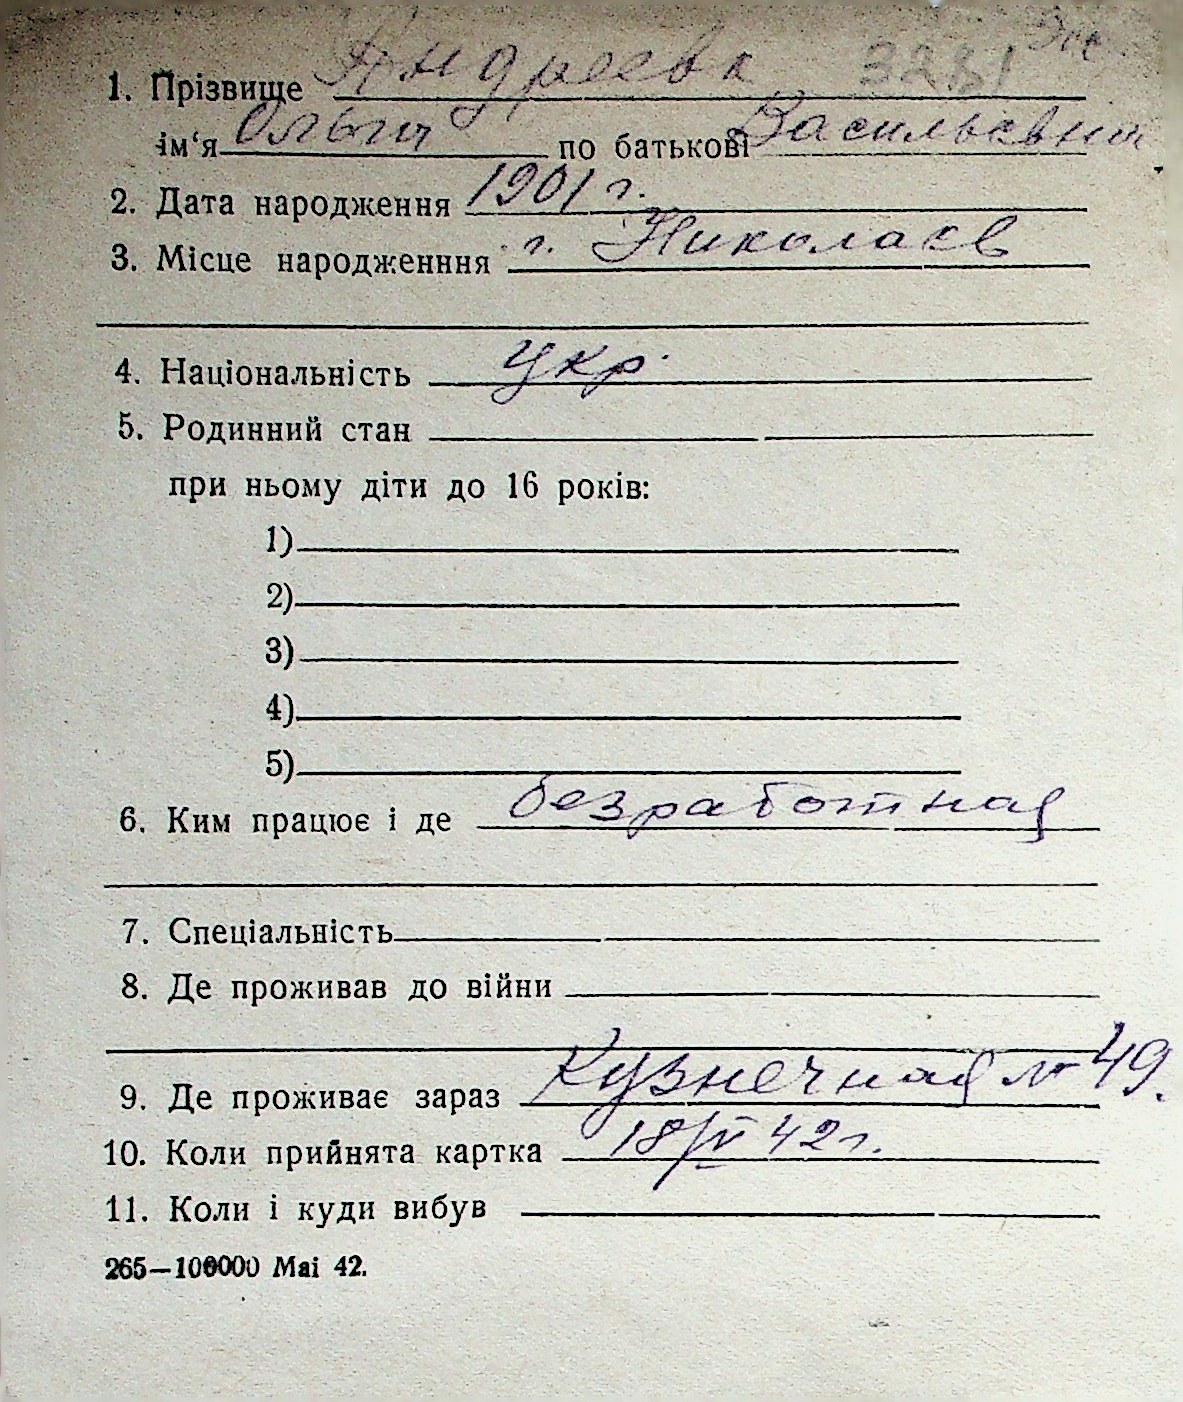 1. Прізвище Андреева 3281
ім'я Ольга по батькові Васильевна
2. Дата народження 1901 г.
3. Місце народженння г. Николаев
4. Національність укр.
5. Родинний стан
при ньому діти до 16 років:
1)
2)
3)
4)
5)
6. Ким працює і де безработная
7. Спеціальність
8. Де проживав до війни
9. Де проживає зараз Кузнечная № 49.
10. Коли прийнята картка 18/IV 42 г.
11. Коли і куди вибув
265—100000 Mai 42.